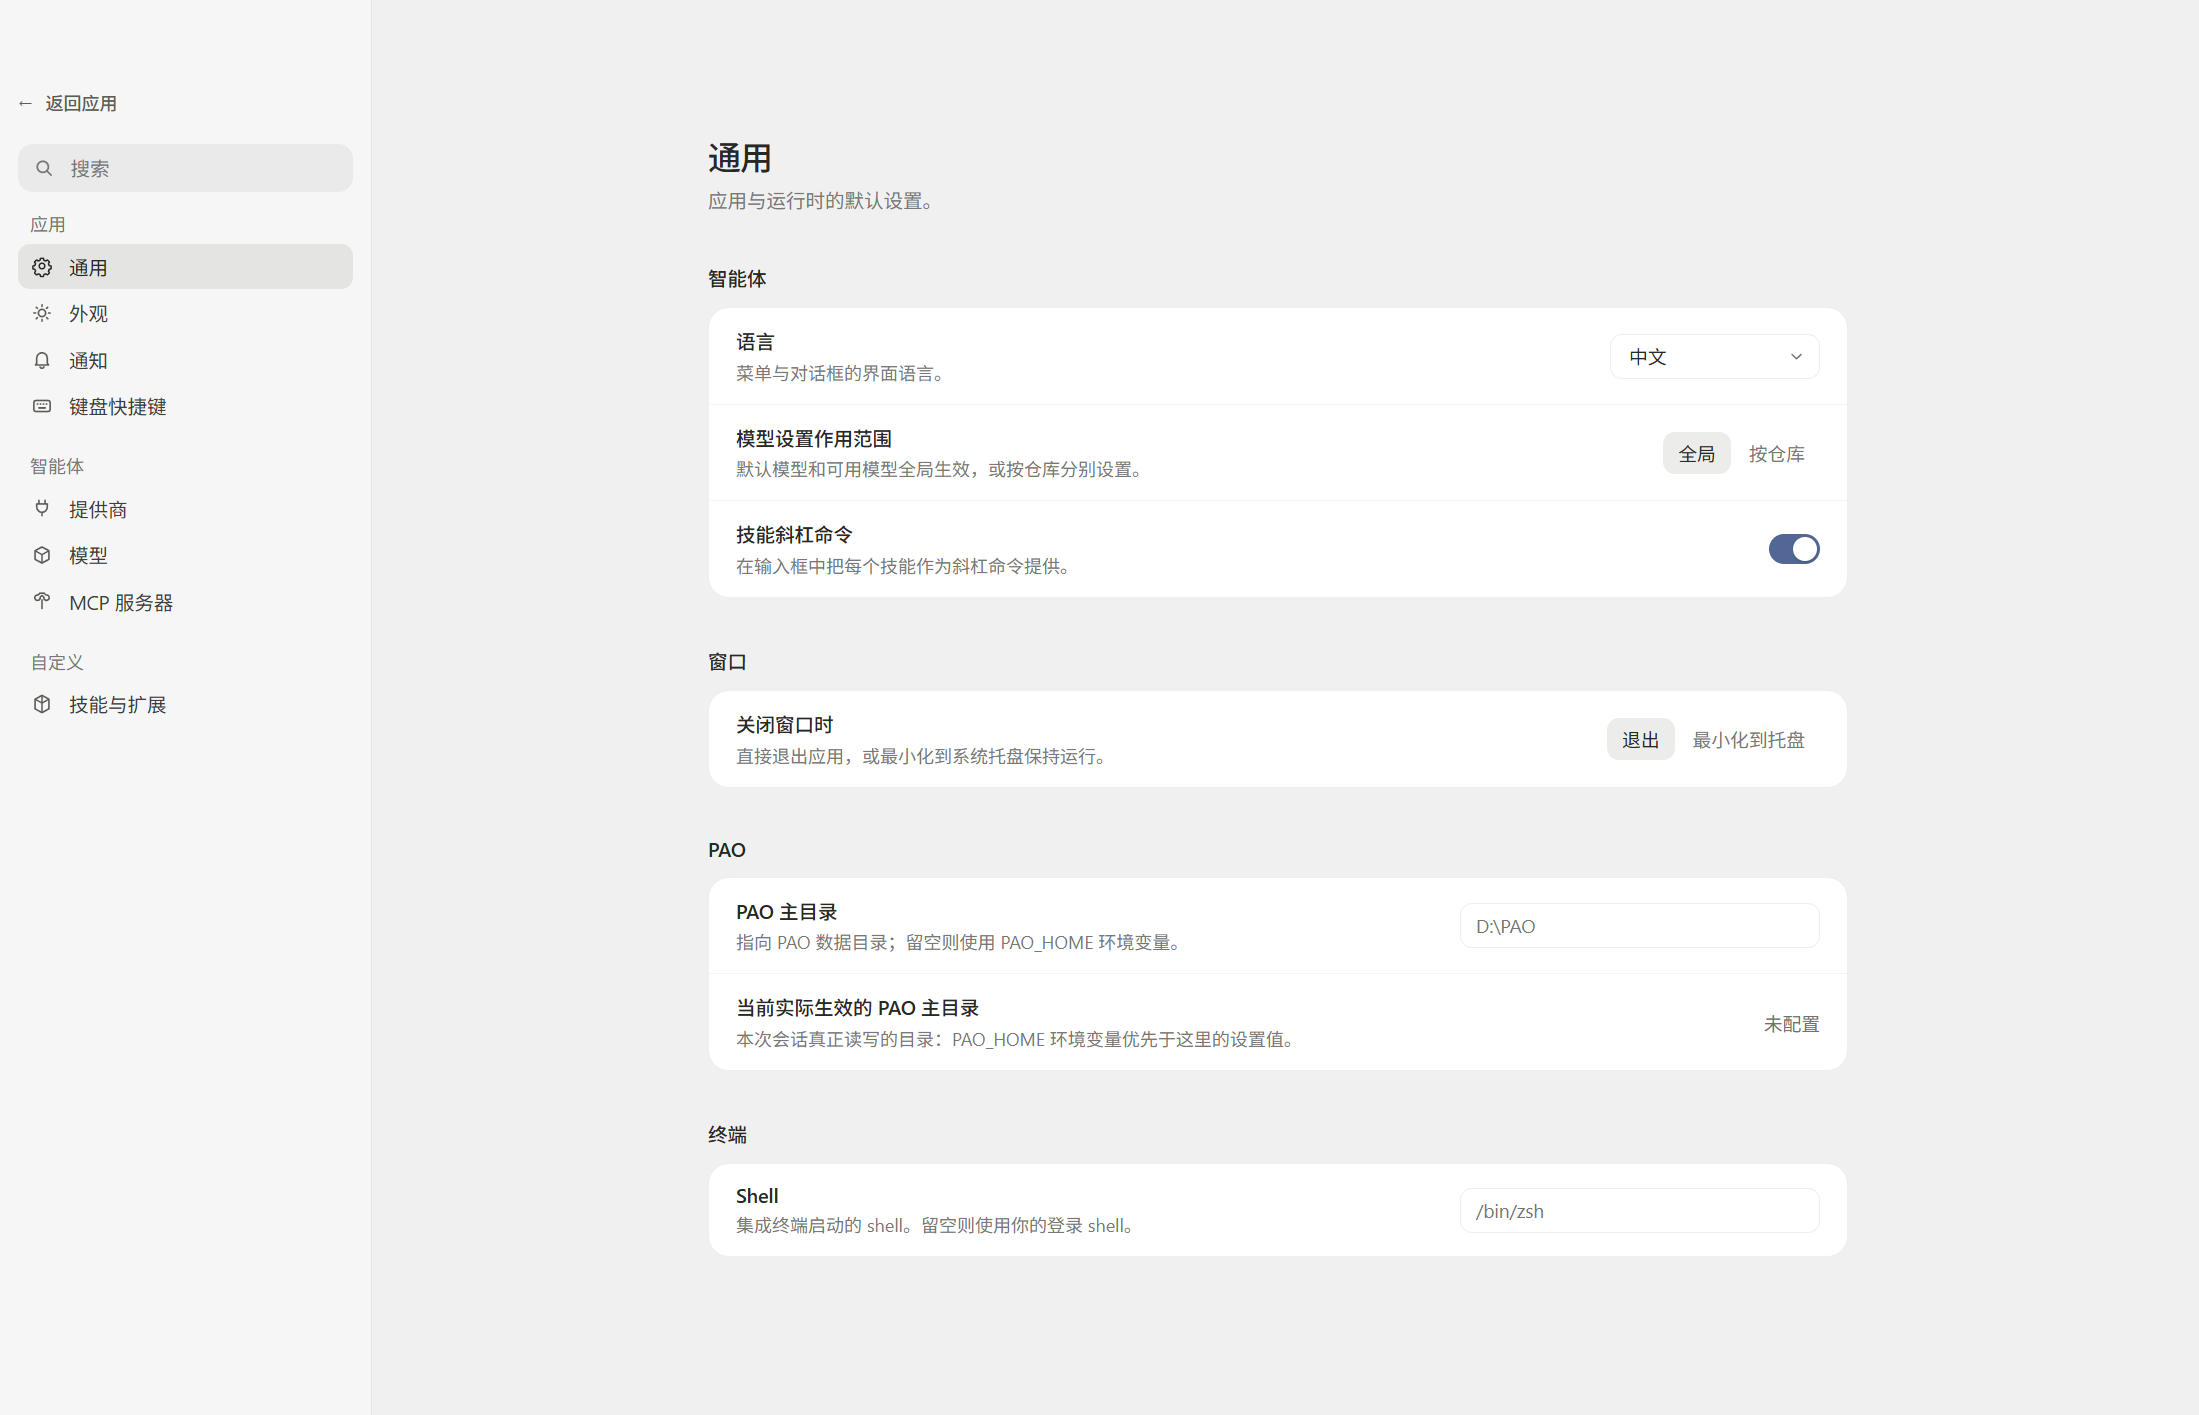 ← 返回应用
搜索
应用
通用
外观
通知
键盘快捷键
智能体
提供商
模型
MCP 服务器
自定义
技能与扩展
通用
应用与运行时的默认设置。
智能体
语言
菜单与对话框的界面语言。
中文
模型设置作用范围
默认模型和可用模型全局生效，或按仓库分别设置。
全局 按仓库
技能斜杠命令
在输入框中把每个技能作为斜杠命令提供。
窗口
关闭窗口时
直接退出应用，或最小化到系统托盘保持运行。
退出 最小化到托盘
PAO
PAO 主目录
指向 PAO 数据目录；留空则使用 PAO_HOME 环境变量。
D:\PAO
当前实际生效的 PAO 主目录
本次会话真正读写的目录：PAO_HOME 环境变量优先于这里的设置值。
未配置
终端
Shell
集成终端启动的 shell。留空则使用你的登录 shell。
/bin/zsh